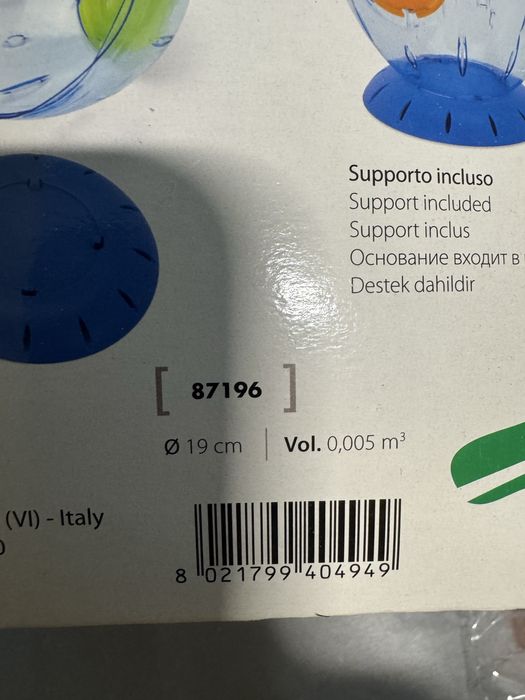 Supporto incluso
Support included
Support inclus
Основание входит в
Destek dahildir
[ 87196 ]
Ø 19 cm | Vol. 0,005 m³
(VI) - Italy
8 021799 404949